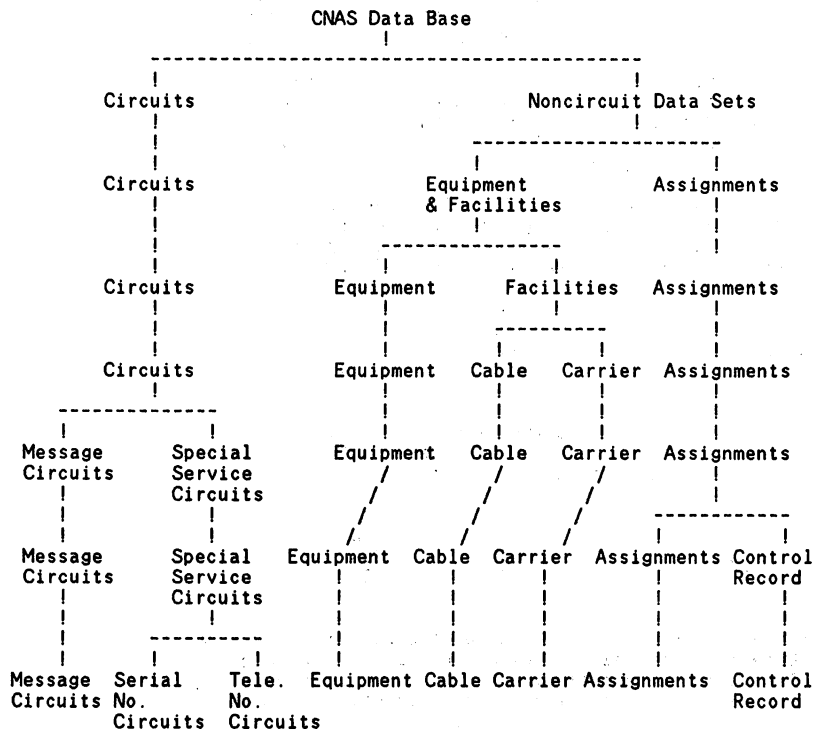 CNAS Data Base
Circuits Noncircuit Data Sets
Circuits Equipment Assignments
& Facilities
Circuits Equipment Facilities Assignments
Circuits Equipment Cable Carrier Assignments
Message Special Equipment Cable Carrier Assignments
Circuits Service
Circuits
Message Special Equipment Cable Carrier Assignments Control
Circuits Service Record
Circuits
Message Serial Tele. Equipment Cable Carrier Assignments Control
Circuits No. No. Record
Circuits Circuits